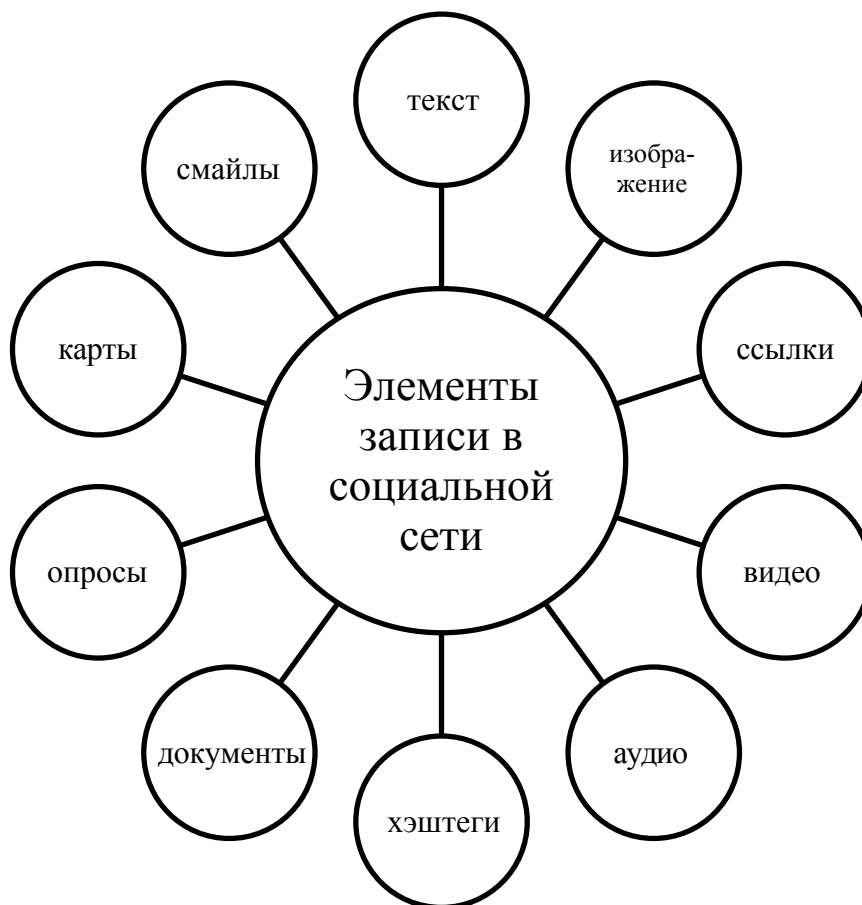 текст
изобра-
жение
ссылки
видео
аудио
хэштеги
документы
опросы
карты
смайлы
Элементы
записи в
социальной
сети